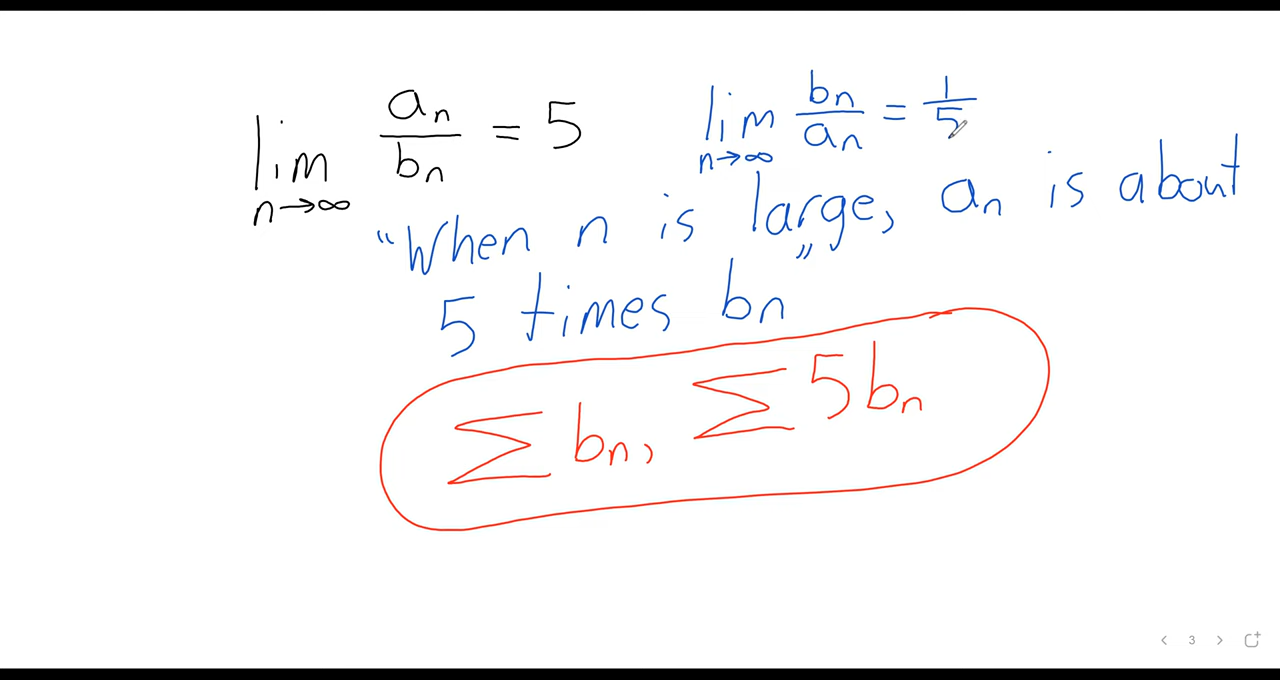 lim n→∞ an/bn = 5
lim n→∞ bn/an = 1/5
"When n is large, an is about
5 times bn"
∑ bn, ∑ 5bn
< 3 >